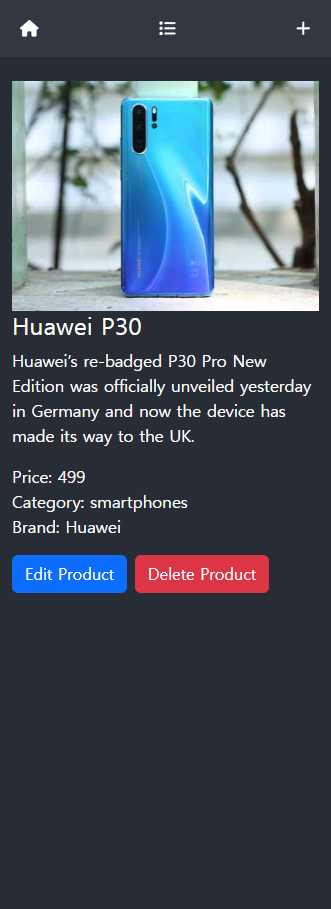 Huawei P30
Huawei's re-badged P30 Pro New
Edition was officially unveiled yesterday
in Germany and now the device has
made its way to the UK.
Price: 499
Category: smartphones
Brand: Huawei
Edit Product Delete Product